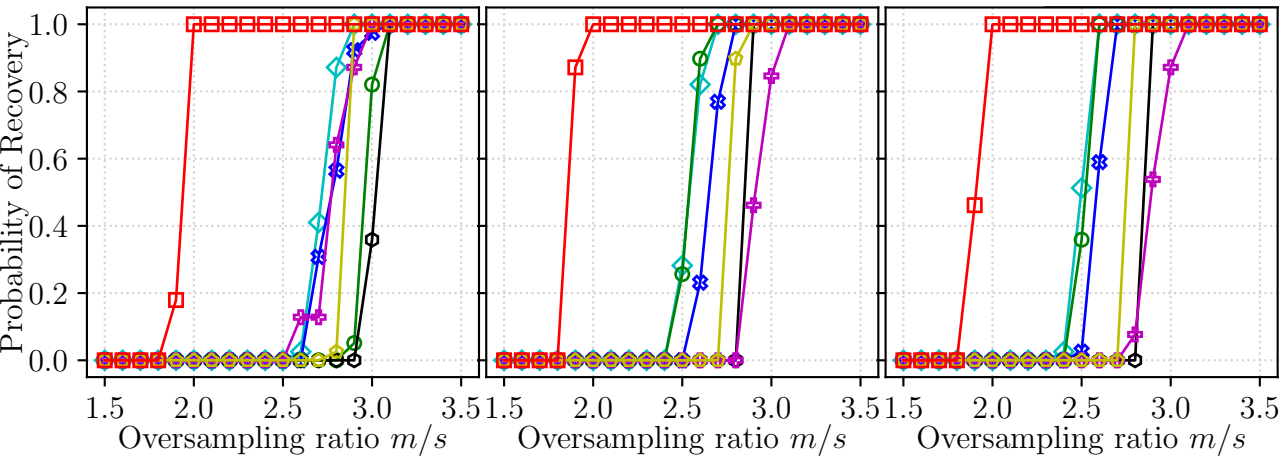 Probability of Recovery
1.0
0.8
0.6
0.4
0.2
0.0
1.5 2.0 2.5 3.0 3.5
1.5 2.0 2.5 3.0 3.5
1.5 2.0 2.5 3.0 3.5
Oversampling ratio m/s
Oversampling ratio m/s
Oversampling ratio m/s